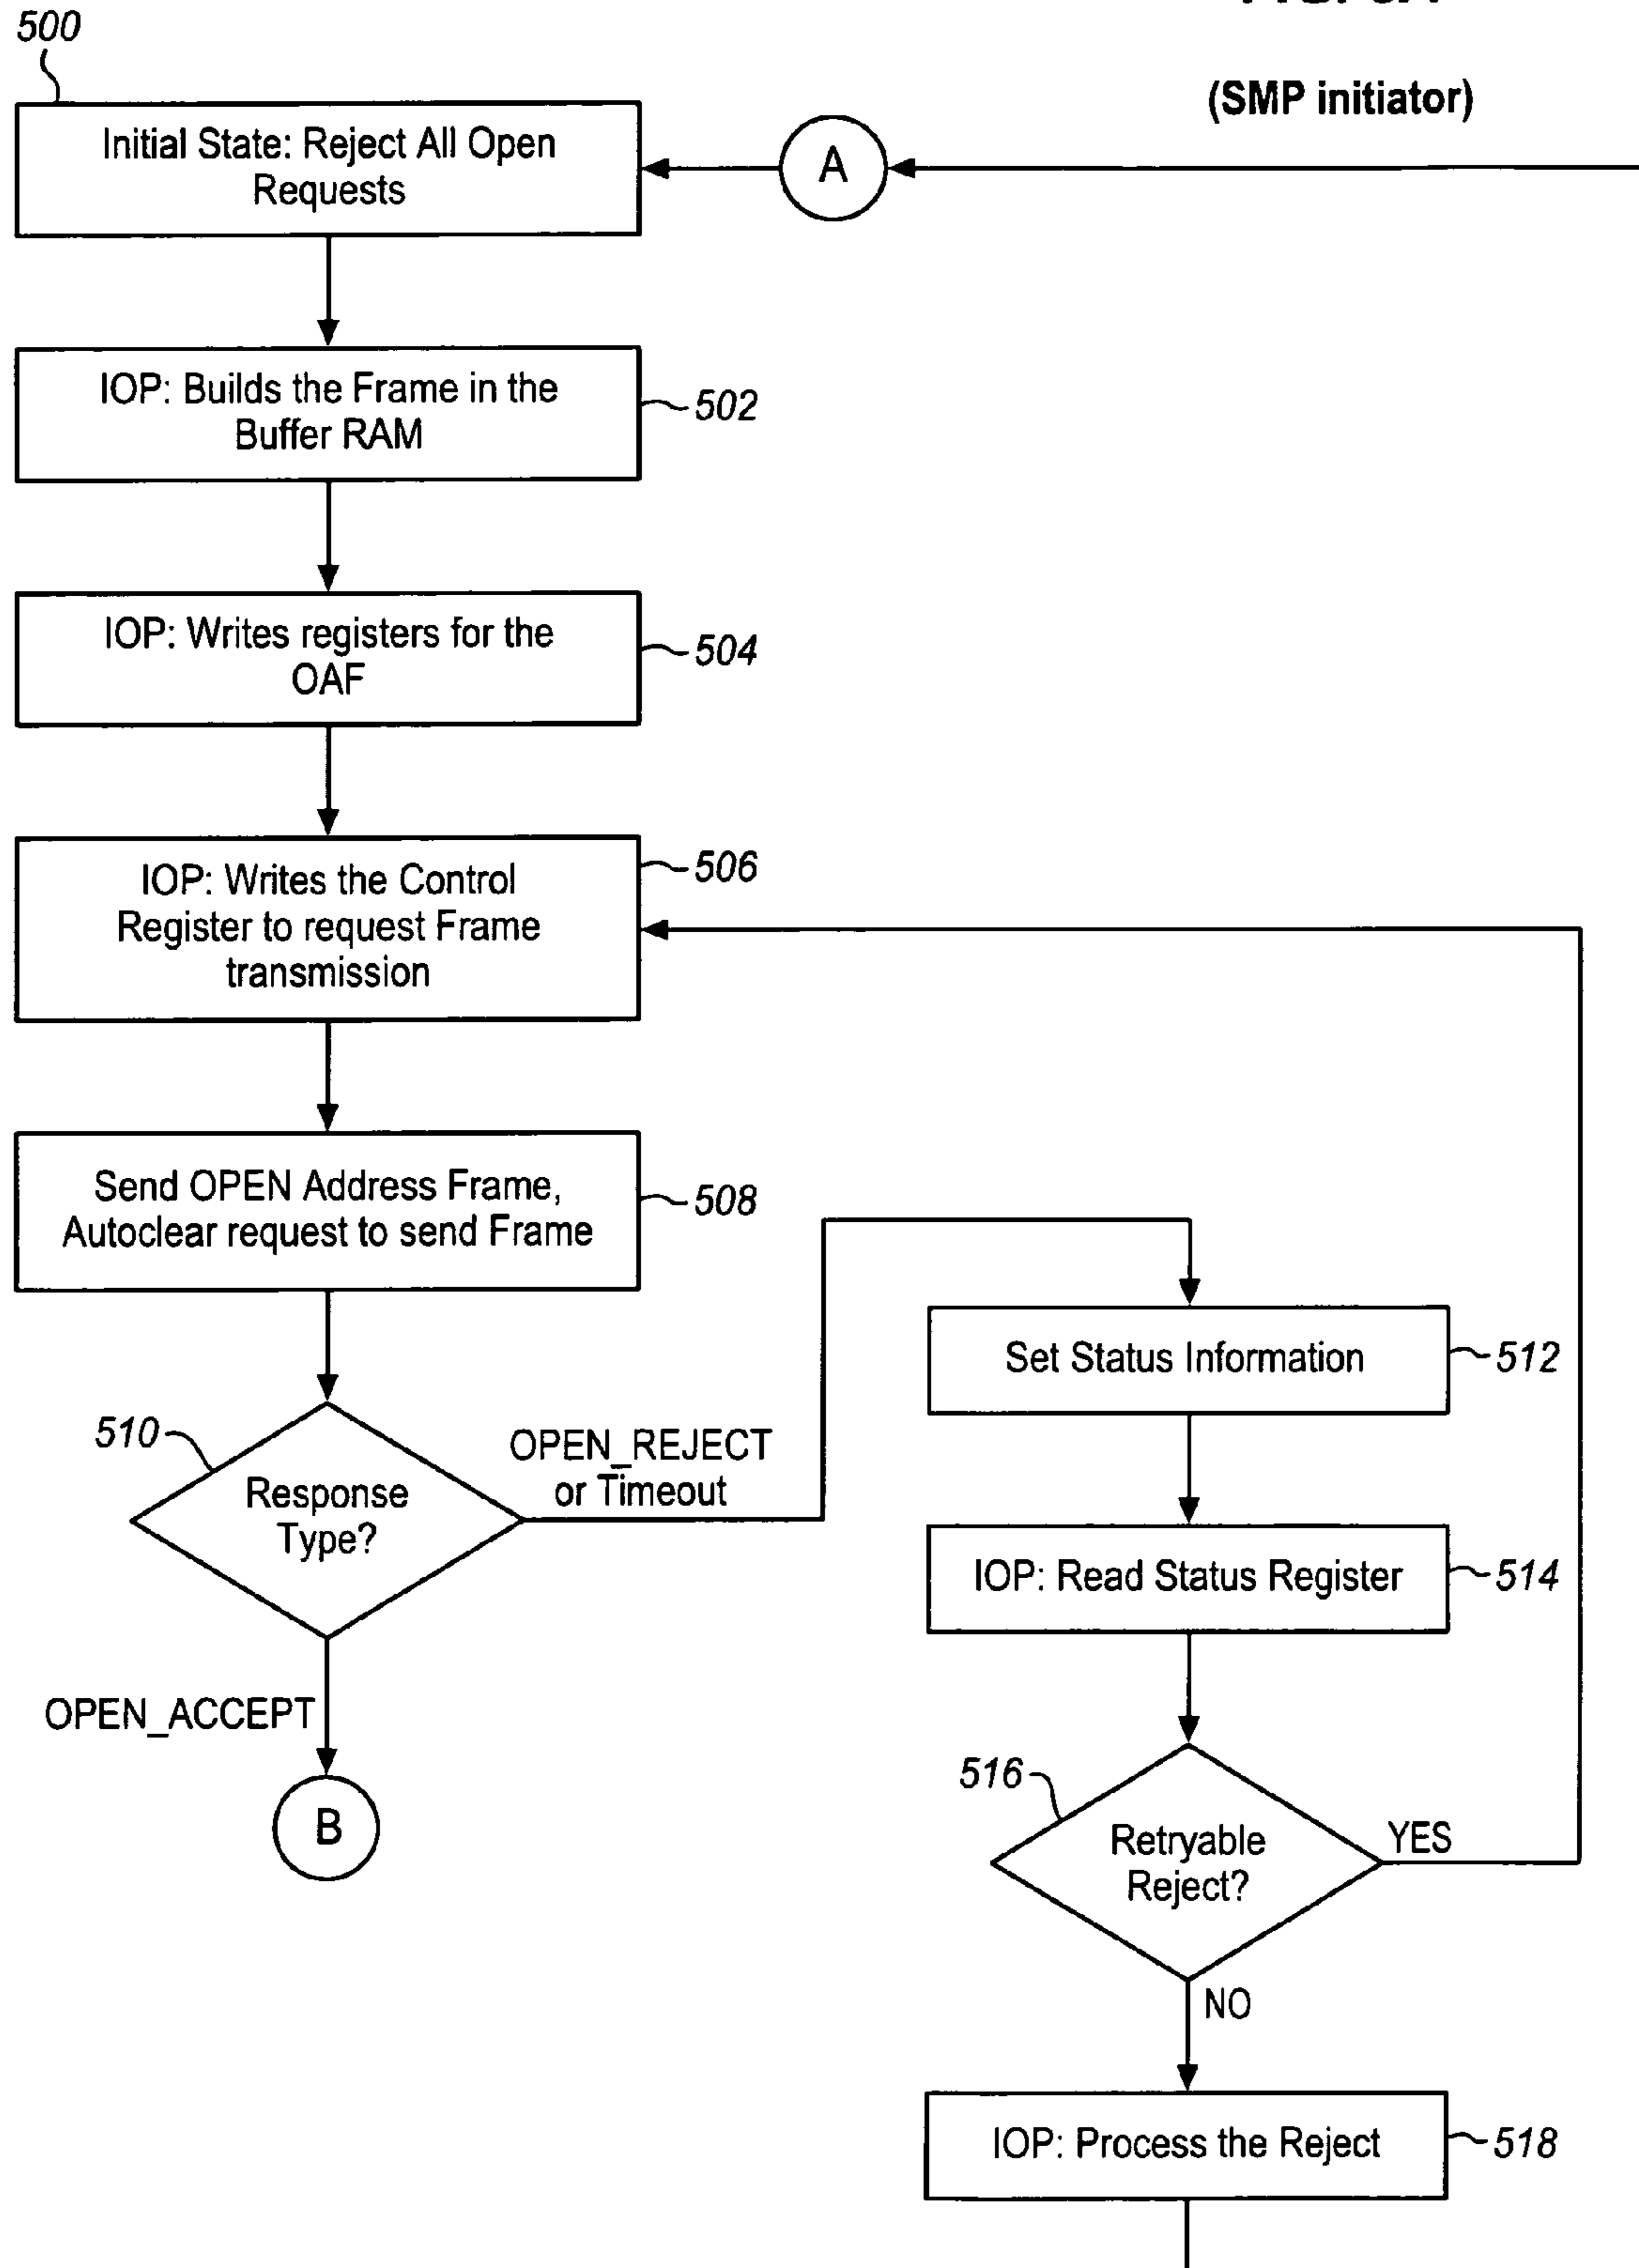 500
(SMP initiator)
Initial State: Reject All Open
Requests
A
IOP: Builds the Frame in the
Buffer RAM
502
IOP: Writes registers for the
OAF
504
IOP: Writes the Control
Register to request Frame
transmission
506
Send OPEN Address Frame,
Autoclear request to send Frame
508
510
Response
Type?
OPEN_REJECT
or Timeout
OPEN_ACCEPT
B
Set Status Information
512
IOP: Read Status Register
514
516
Retryable
Reject?
YES
NO
IOP: Process the Reject
518